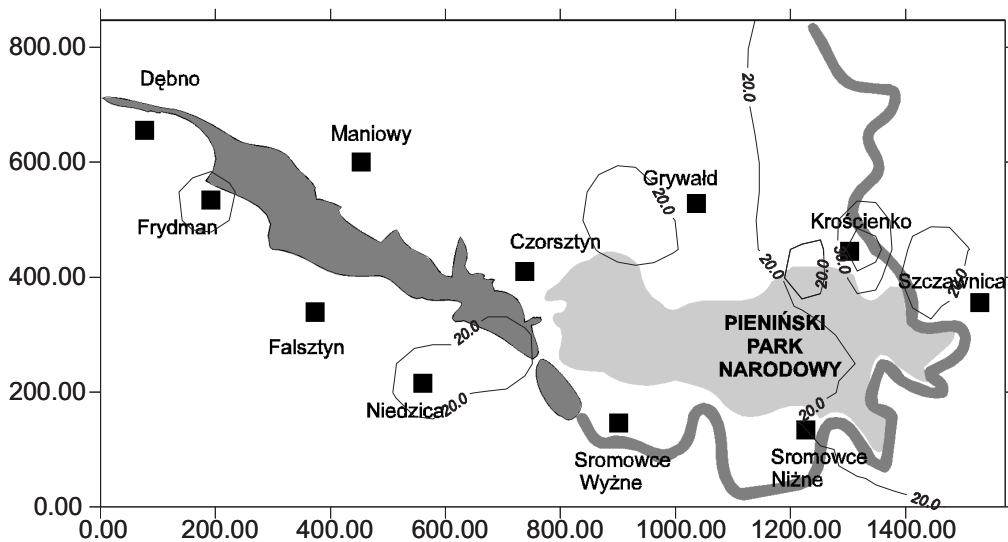 800.00
600.00
400.00
200.00
0.00
Dębno
Maniowy
Frydman
Grywałd
20.0
20.0
Krościenko
Czorsztyn
20.0
20.0
30.0
Szczawnica
20.0
Falsztyn
20.0
PIENIŃSKI
PARK
NARODOWY
Niedzica
20.0
20.0
Sromowce
Wyżne
Sromowce
Niżne
20.0
0.00
200.00
400.00
600.00
800.00
1000.00
1200.00
1400.00